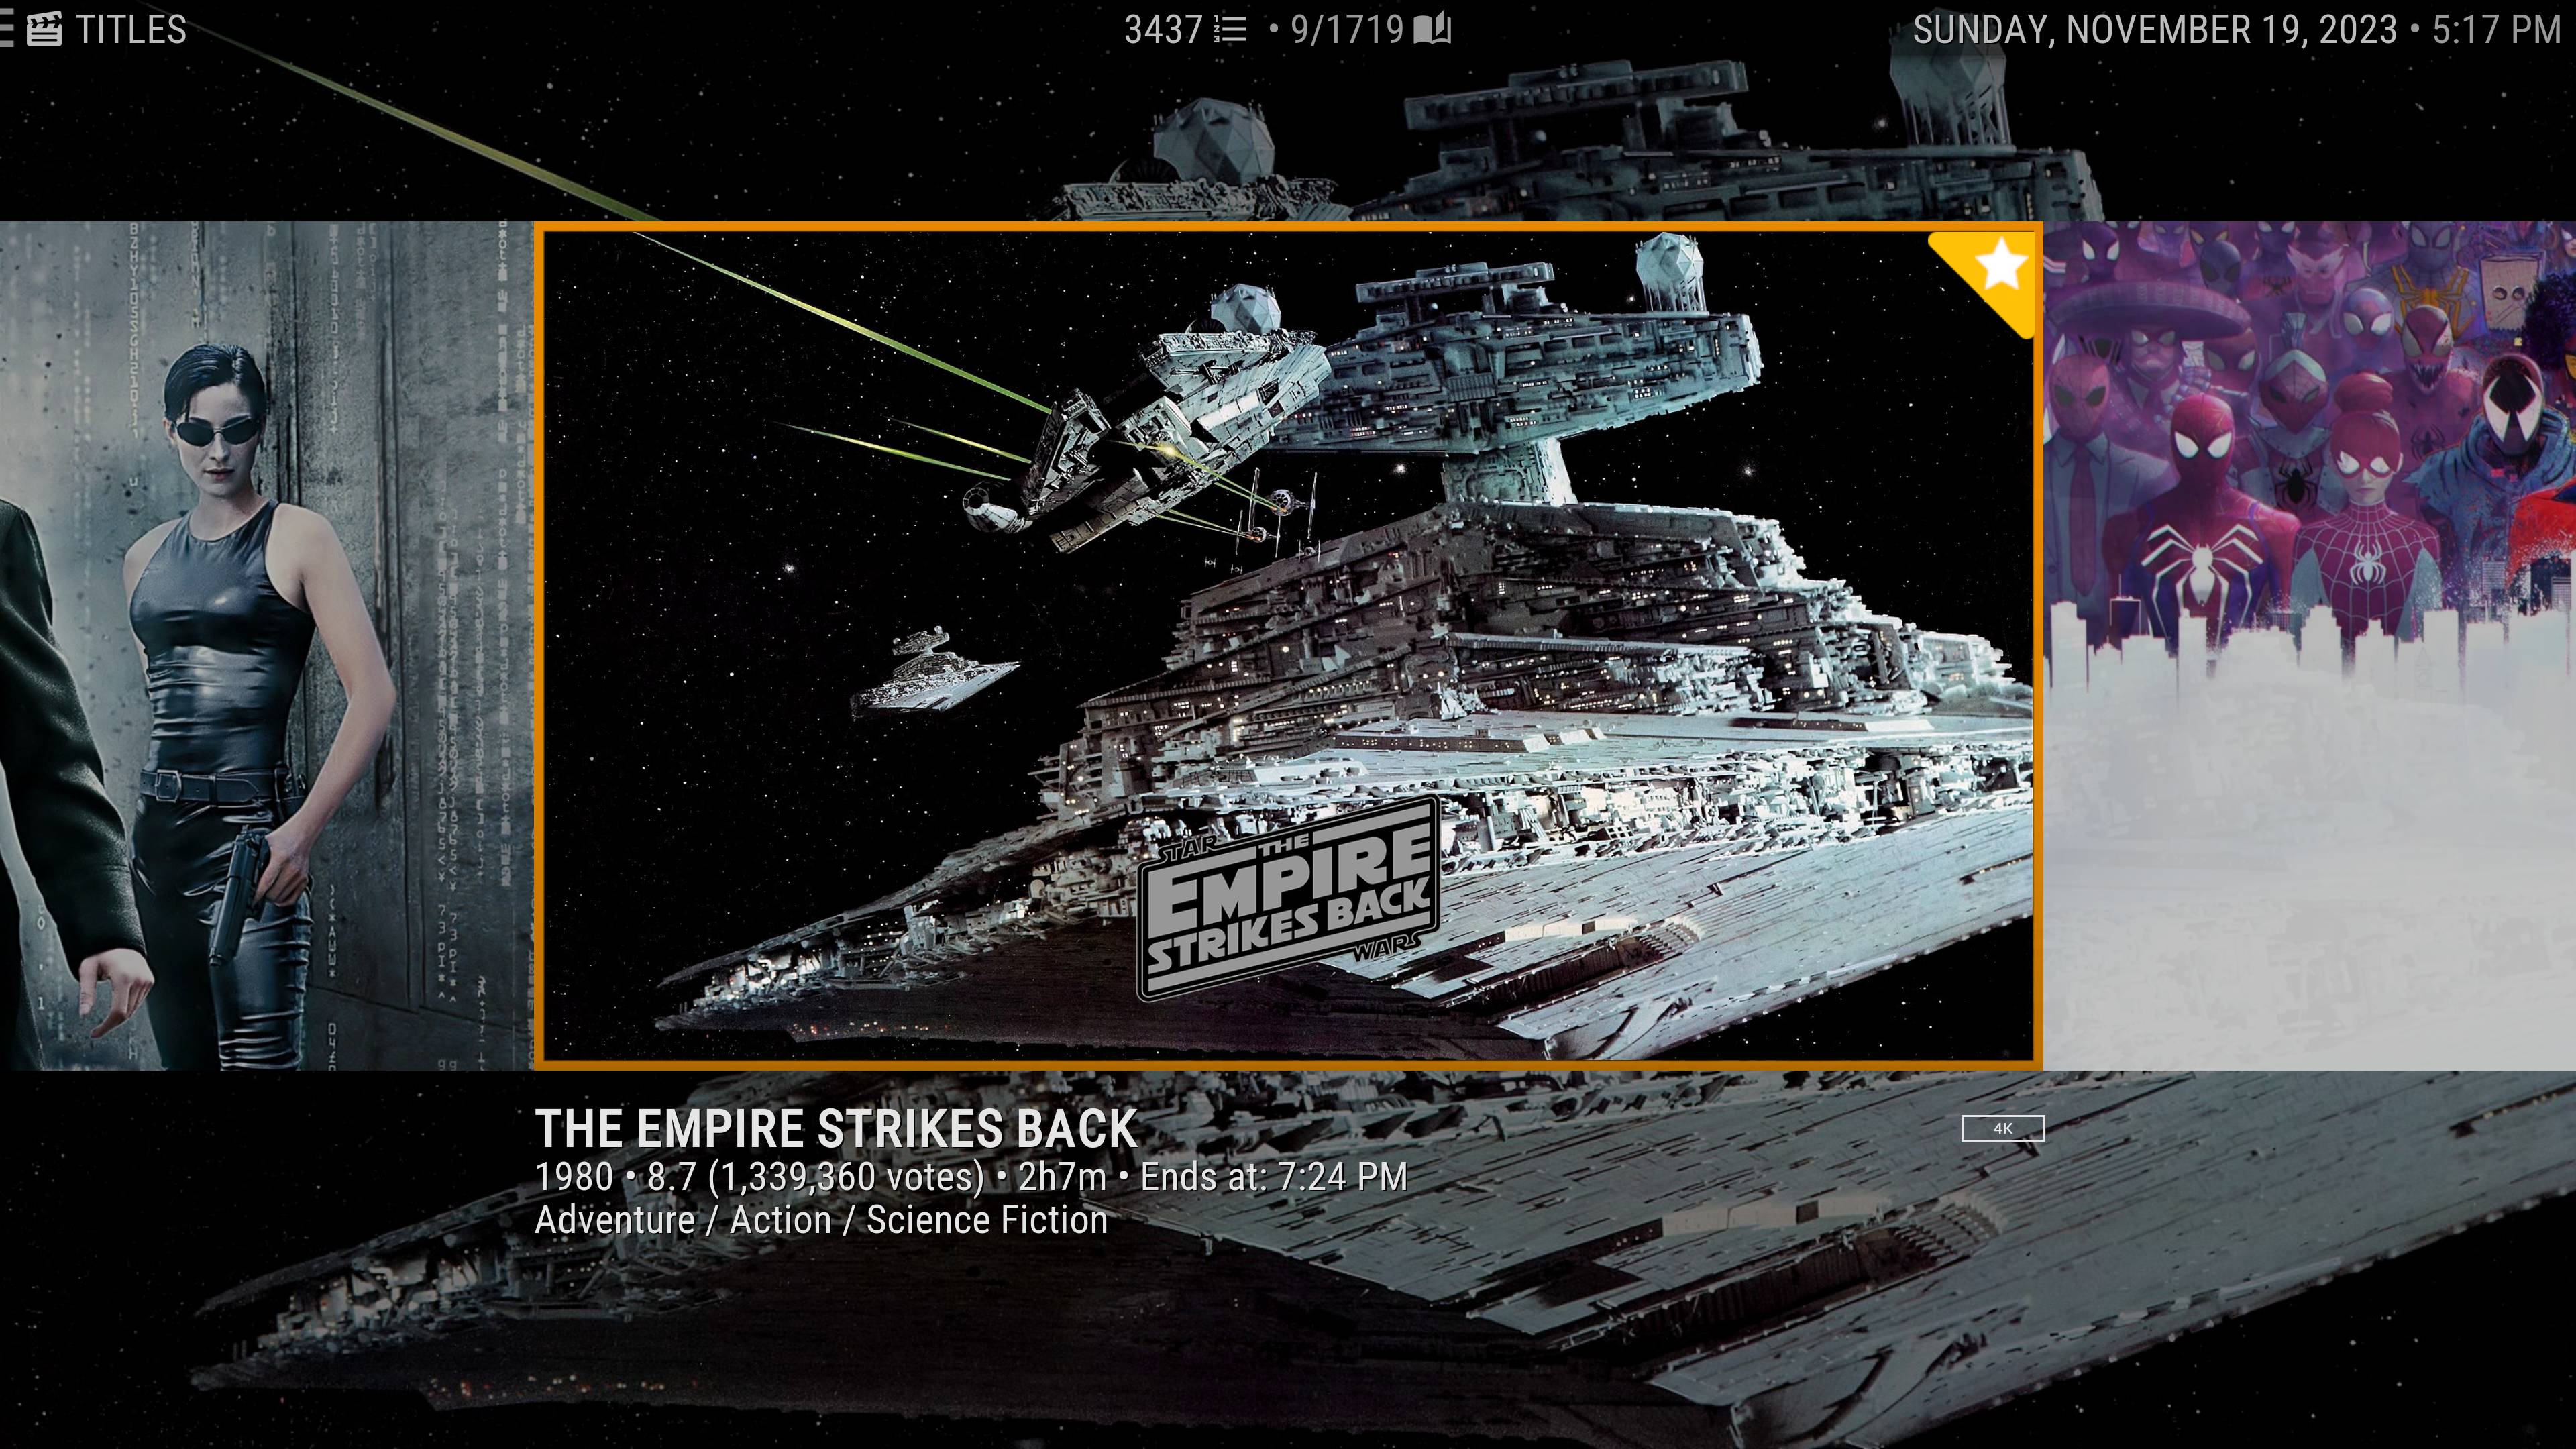 TITLES
3437 • 9/1719
SUNDAY, NOVEMBER 19, 2023 • 5:17 PM
STAR
THE
EMPIRE
STRIKES BACK
WARS
THE EMPIRE STRIKES BACK
4K
1980 • 8.7 (1,339,360 votes) • 2h7m • Ends at: 7:24 PM
Adventure / Action / Science Fiction